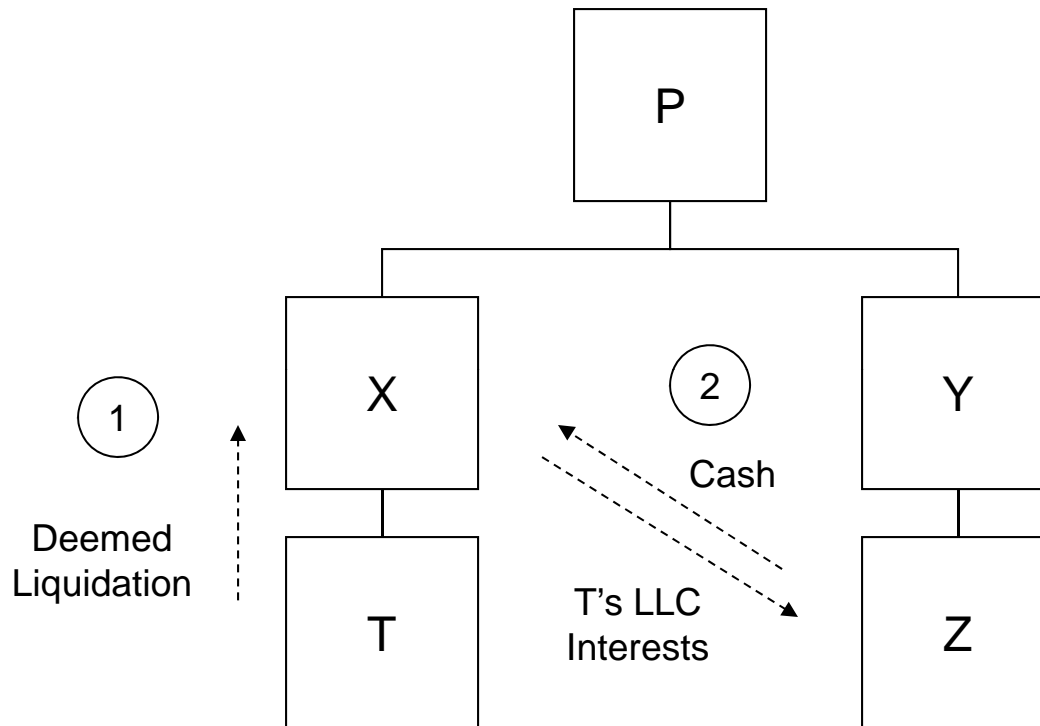 P
X
2
Y
1
Cash
Deemed
Liquidation
T
T's LLC
Interests
Z